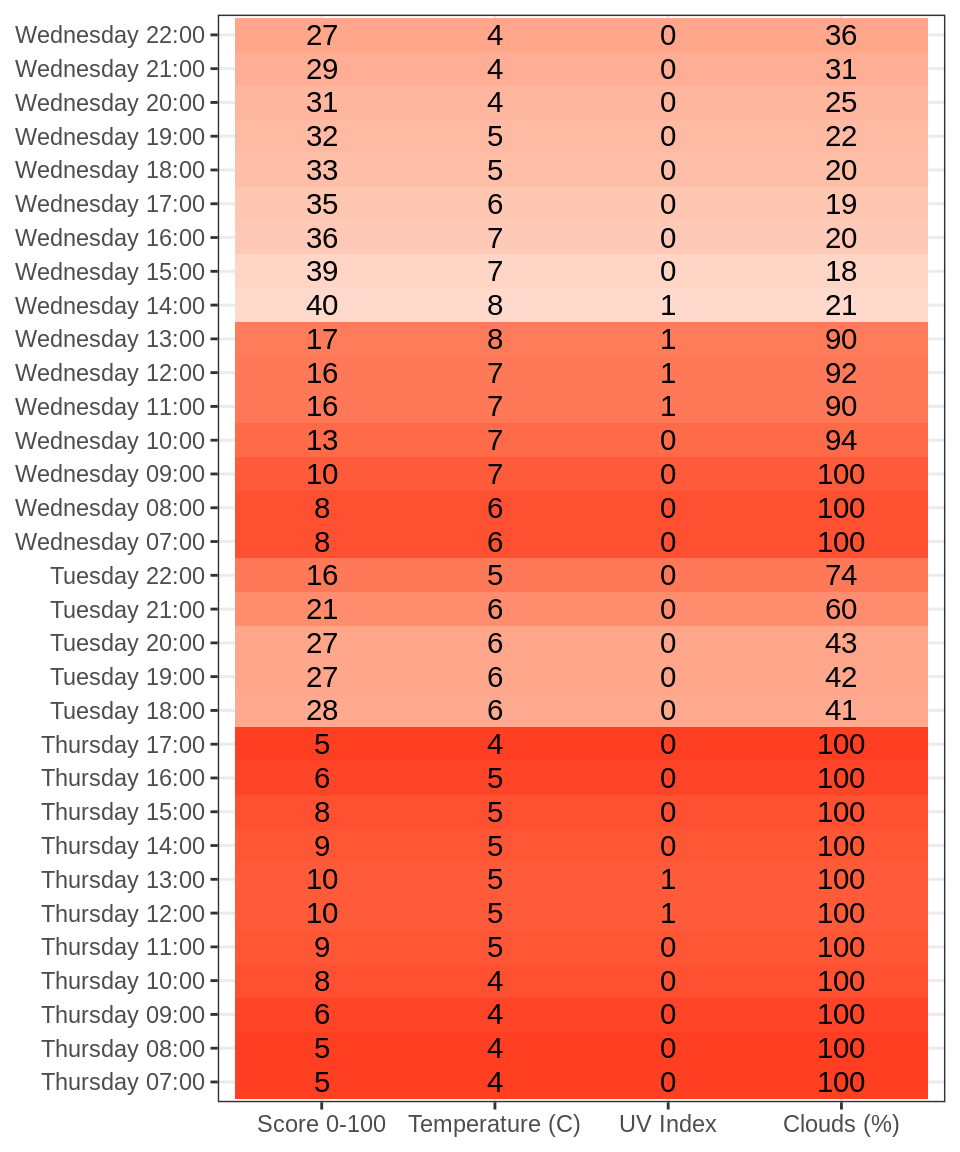 Wednesday 22:00 27 4 0 36
Wednesday 21:00 29 4 0 31
Wednesday 20:00 31 4 0 25
Wednesday 19:00 32 5 0 22
Wednesday 18:00 33 5 0 20
Wednesday 17:00 35 6 0 19
Wednesday 16:00 36 7 0 20
Wednesday 15:00 39 7 0 18
Wednesday 14:00 40 8 1 21
Wednesday 13:00 17 8 1 90
Wednesday 12:00 16 7 1 92
Wednesday 11:00 16 7 1 90
Wednesday 10:00 13 7 0 94
Wednesday 09:00 10 7 0 100
Wednesday 08:00 8 6 0 100
Wednesday 07:00 8 6 0 100
Tuesday 22:00 16 5 0 74
Tuesday 21:00 21 6 0 60
Tuesday 20:00 27 6 0 43
Tuesday 19:00 27 6 0 42
Tuesday 18:00 28 6 0 41
Thursday 17:00 5 4 0 100
Thursday 16:00 6 5 0 100
Thursday 15:00 8 5 0 100
Thursday 14:00 9 5 0 100
Thursday 13:00 10 5 1 100
Thursday 12:00 10 5 1 100
Thursday 11:00 9 5 0 100
Thursday 10:00 8 4 0 100
Thursday 09:00 6 4 0 100
Thursday 08:00 5 4 0 100
Thursday 07:00 5 4 0 100
Score 0-100 Temperature (C) UV Index Clouds (%)